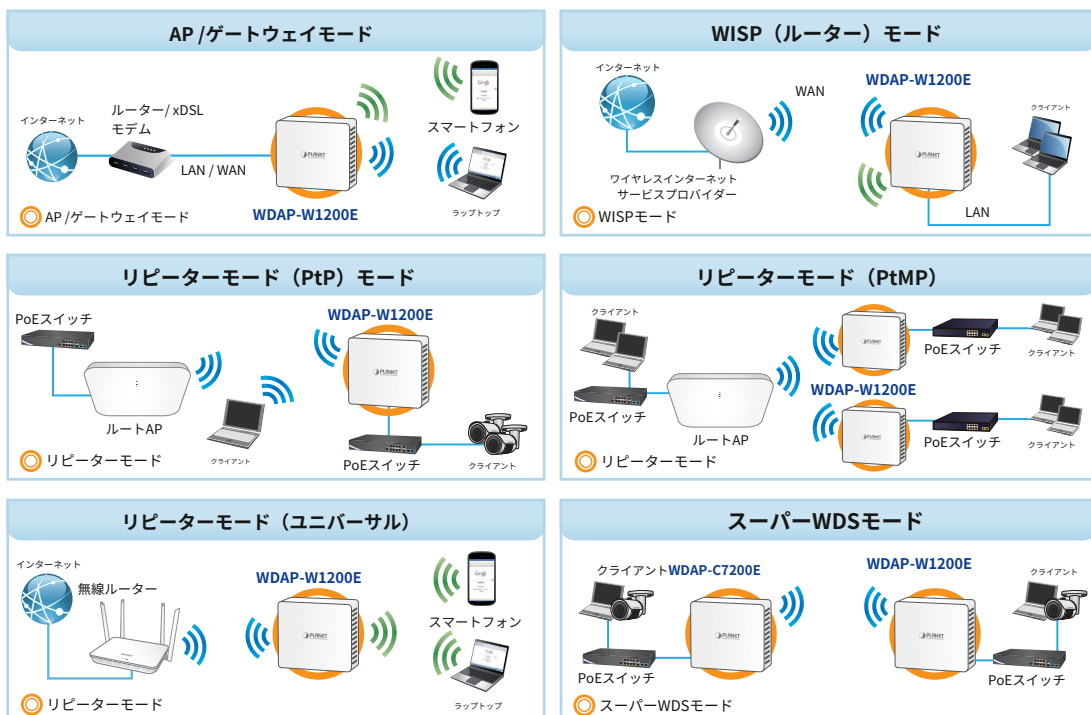 AP /ゲートウェイモード
インターネット
ルーター/ xDSL
モデム
LAN / WAN
PLANET
WDAP-W1200E
Google
スマートフォン
ラップトップ
AP /ゲートウェイモード
WISP（ルーター）モード
インターネット
WAN
WDAP-W1200E
クライアント
PLANET
ワイヤレスインターネット
サービスプロバイダー
LAN
WISPモード
リピーターモード（PtP）モード
PoEスイッチ
WDAP-W1200E
PLANET
ルートAP
クライアント
PoEスイッチ
クライアント
リピーターモード
リピーターモード（PtMP）
クライアント
PLANET
PoEスイッチ
クライアント
PoEスイッチ
WDAP-W1200E
ルートAP
PLANET
PoEスイッチ
クライアント
リピーターモード
リピーターモード（ユニバーサル）
インターネット
無線ルーター
WDAP-W1200E
PLANET
Google
スマートフォン
ラップトップ
リピーターモード
スーパーWDSモード
クライアントWDAP-C7200E
PLANET
PoEスイッチ
WDAP-W1200E
クライアント
PLANET
PoEスイッチ
スーパーWDSモード